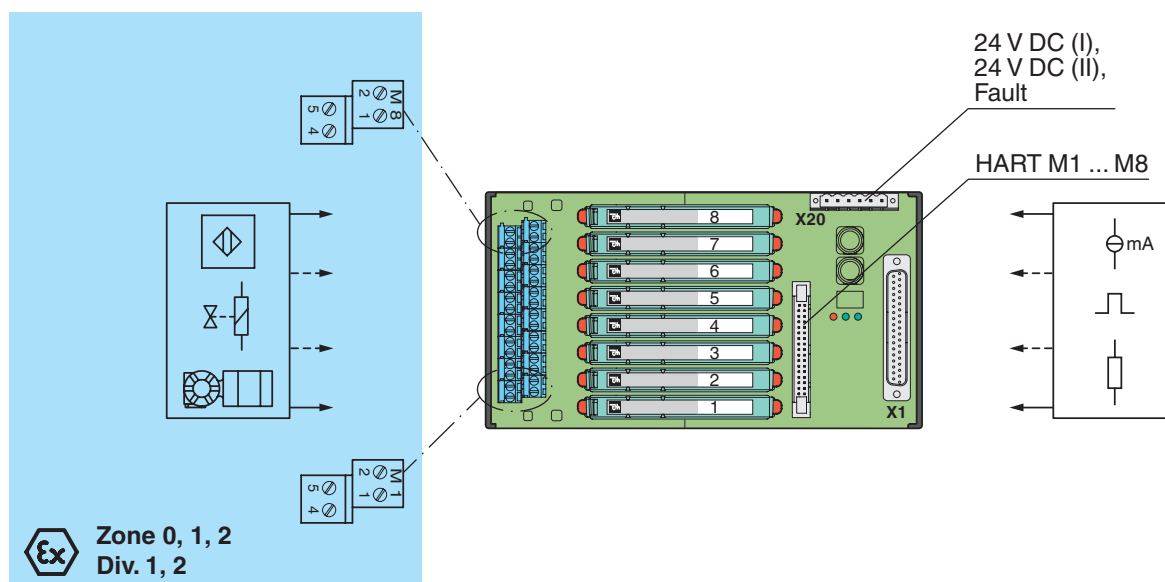 24 V DC (I),
24 V DC (II),
Fault
HART M1 ... M8
M 8
2 1
5 4
X20
8
7
6
5
4
3
2
1
X1
mA
M 1
2 1
5 4
Ex
Zone 0, 1, 2
Div. 1, 2